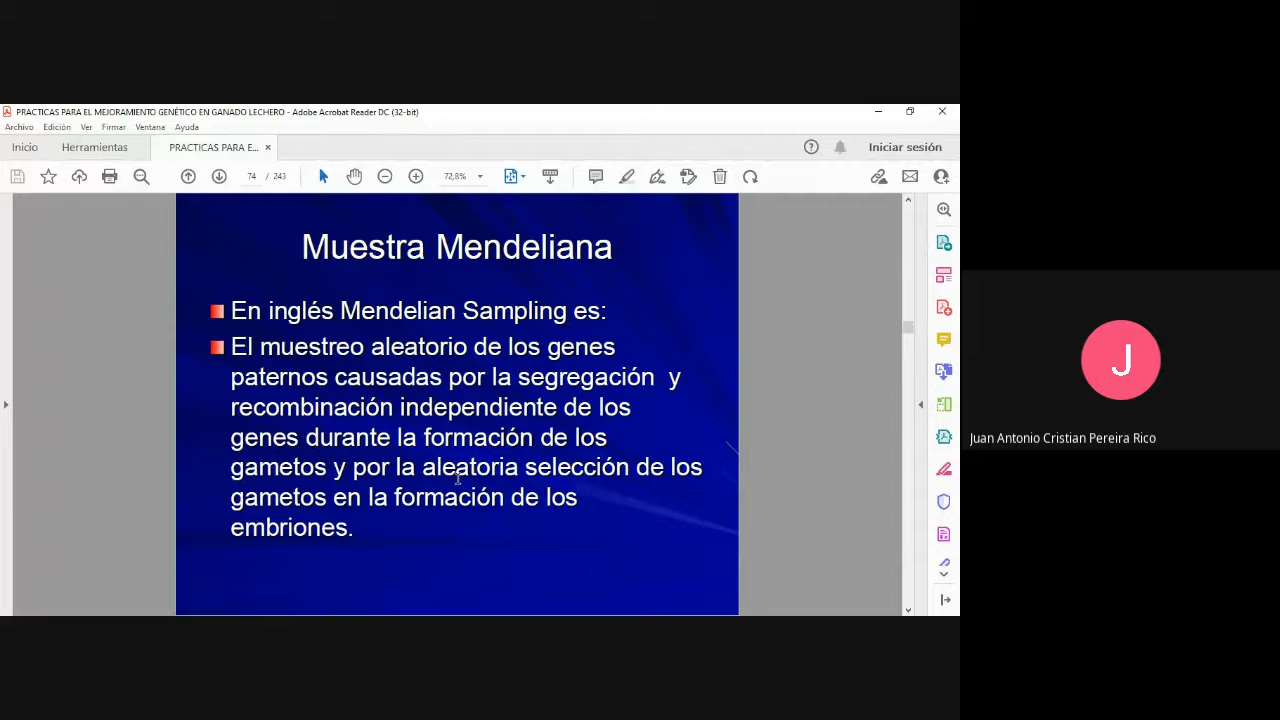 PRACTICAS PARA EL MEJORAMIENTO GENÉTICO EN GANADO LECHERO - Adobe Acrobat Reader DC (32-bit)
Archivo Edición Ver Firmar Ventana Ayuda
Inicio Herramientas PRACTICAS PARA E... × Iniciar sesión
74 / 243 72,8%
Muestra Mendeliana
En inglés Mendelian Sampling es:
El muestreo aleatorio de los genes
paternos causadas por la segregación y
recombinación independiente de los
genes durante la formación de los
gametos y por la aleatoria selección de los
gametos en la formación de los
embriones.
J
Juan Antonio Cristian Pereira Rico